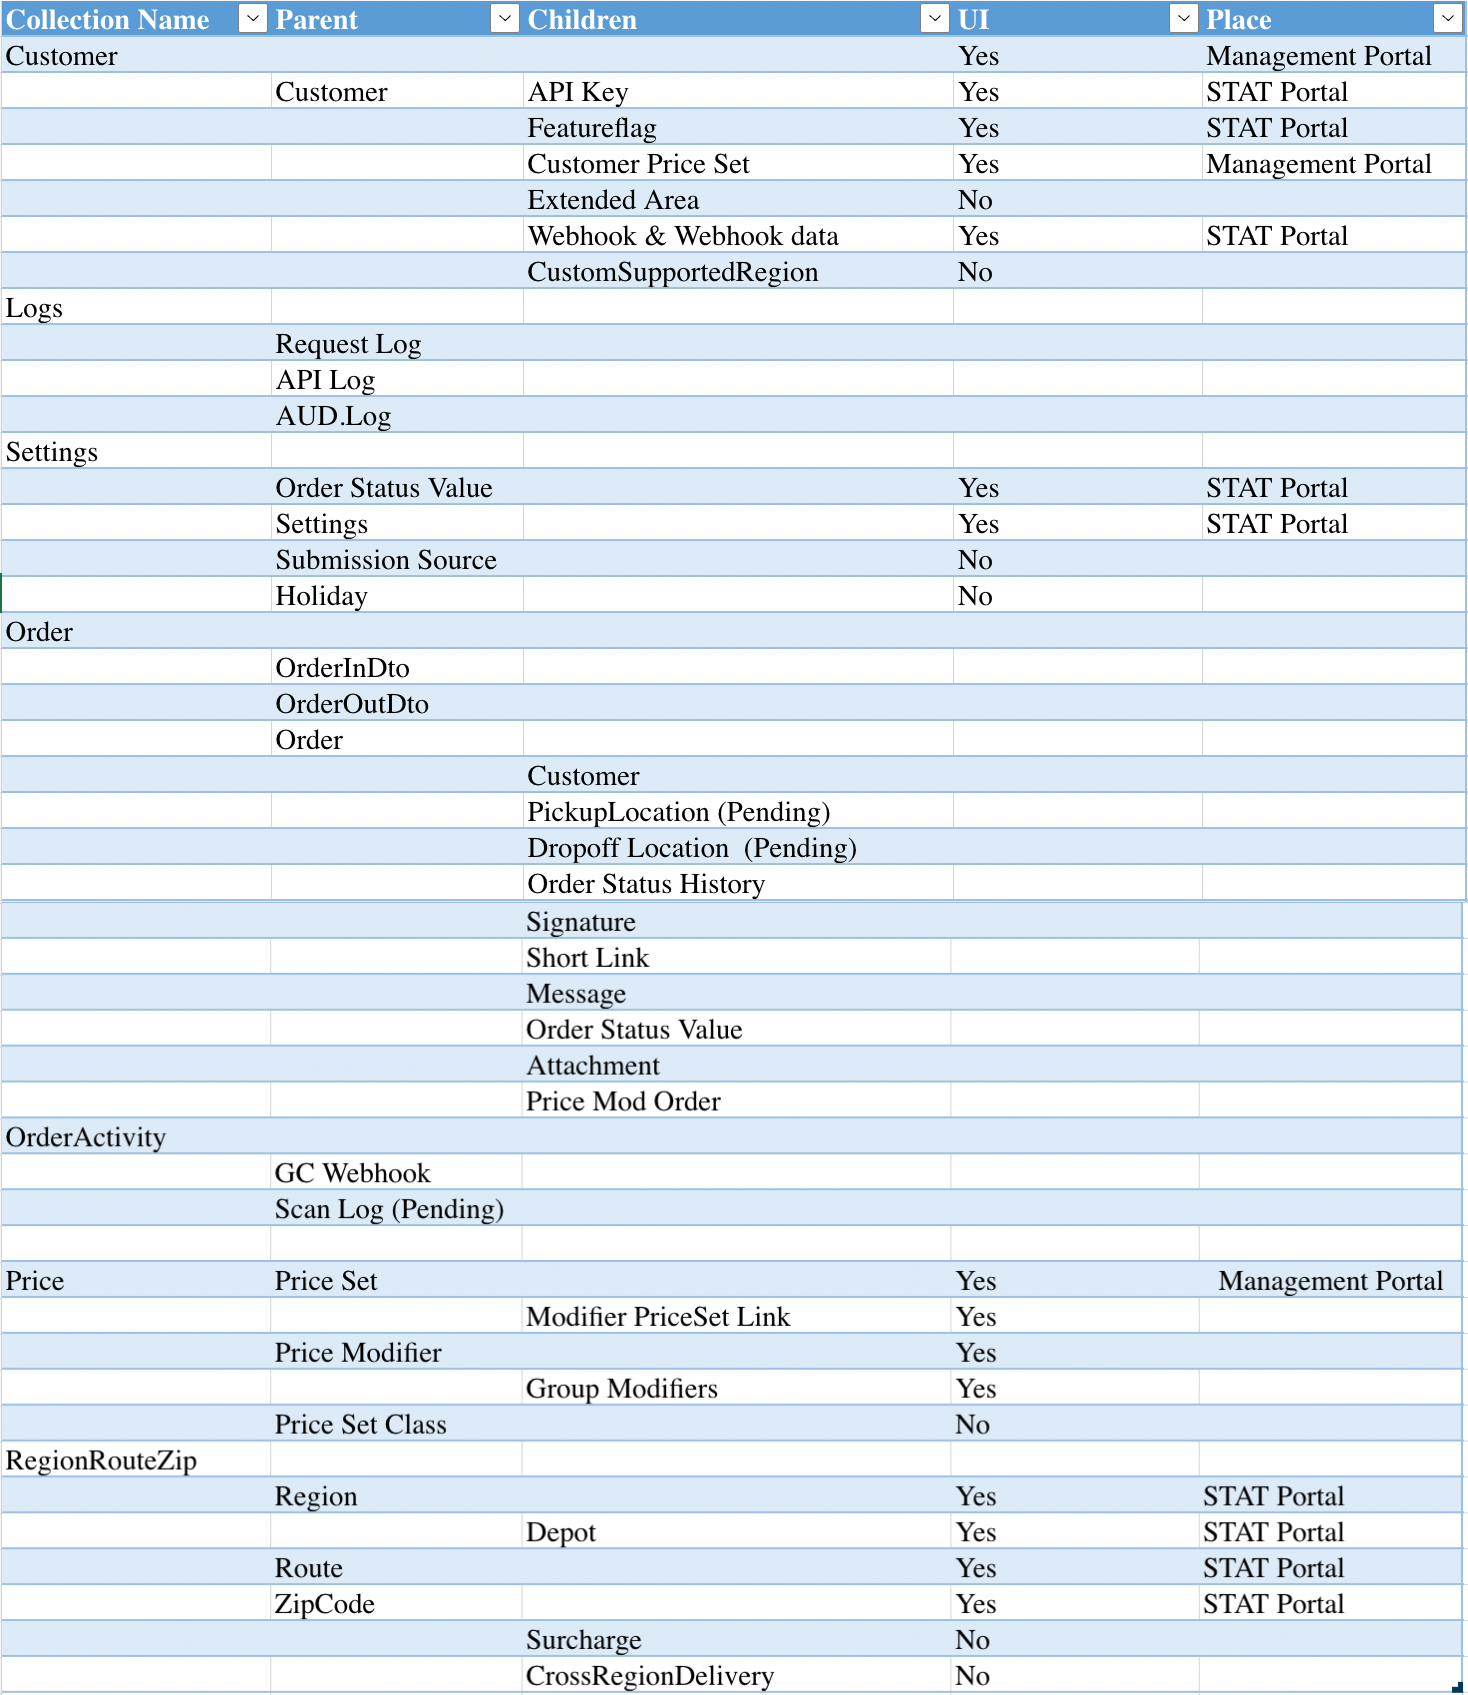 Collection Name Parent Children UI Place
Customer Yes Management Portal
Customer API Key Yes STAT Portal
Featureflag Yes STAT Portal
Customer Price Set Yes Management Portal
Extended Area No
Webhook & Webhook data Yes STAT Portal
CustomSupportedRegion No
Logs
Request Log
API Log
AUD.Log
Settings
Order Status Value Yes STAT Portal
Settings Yes STAT Portal
Submission Source No
Holiday No
Order
OrderInDto
OrderOutDto
Order
Customer
PickupLocation (Pending)
Dropoff Location  (Pending)
Order Status History
Signature
Short Link
Message
Order Status Value
Attachment
Price Mod Order
OrderActivity
GC Webhook
Scan Log (Pending)
Price Price Set Yes Management Portal
Modifier PriceSet Link Yes
Price Modifier Yes
Group Modifiers Yes
Price Set Class No
RegionRouteZip
Region Yes STAT Portal
Depot Yes STAT Portal
Route Yes STAT Portal
ZipCode Yes STAT Portal
Surcharge No
CrossRegionDelivery No